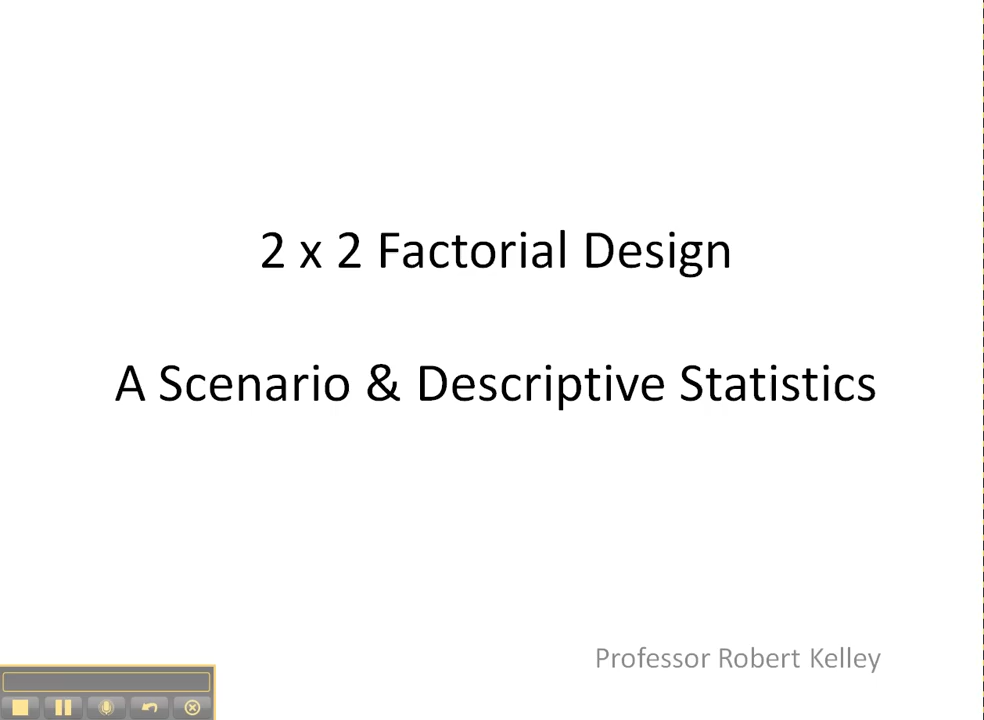 2 x 2 Factorial Design
A Scenario & Descriptive Statistics
Professor Robert Kelley